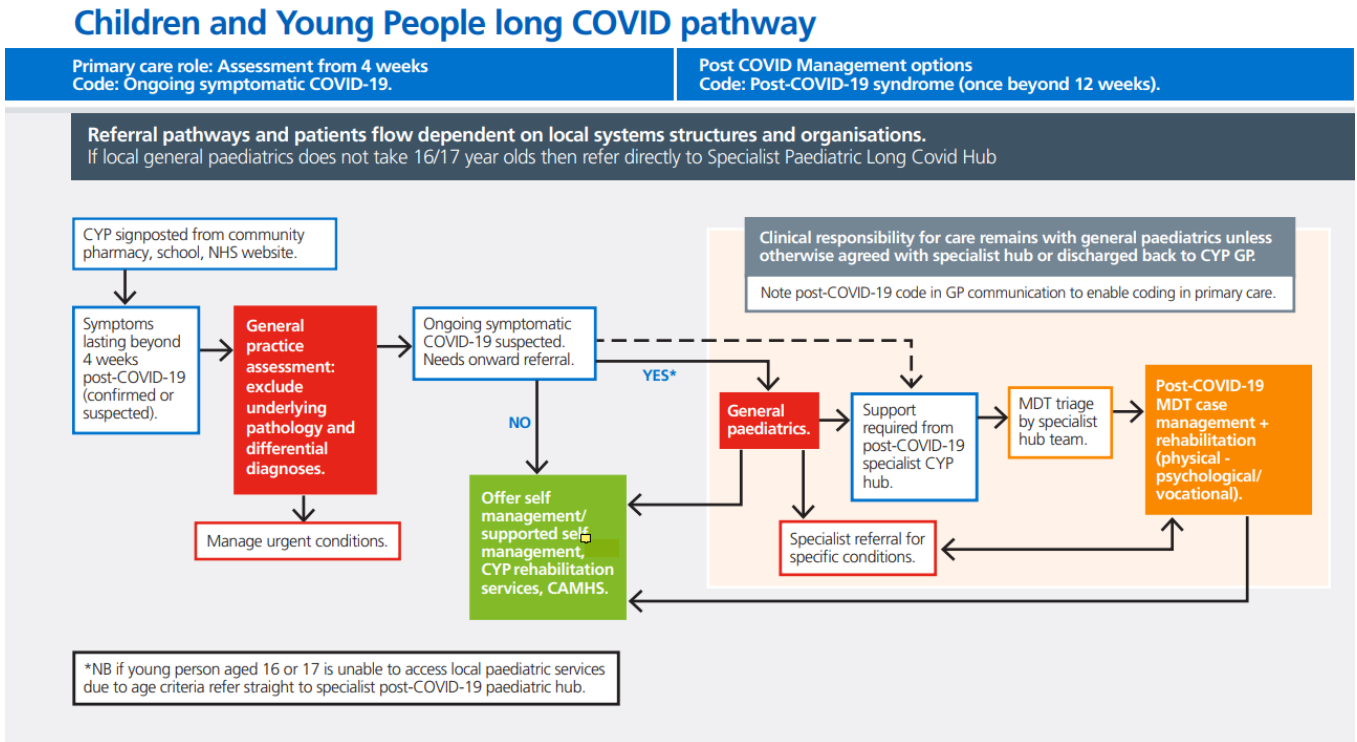 Children and Young People long COVID pathway
Primary care role: Assessment from 4 weeks
Code: Ongoing symptomatic COVID-19.
Post COVID Management options
Code: Post-COVID-19 syndrome (once beyond 12 weeks).
Referral pathways and patients flow dependent on local systems structures and organisations.
If local general paediatrics does not take 16/17 year olds then refer directly to Specialist Paediatric Long Covid Hub
CYP signposted from community
pharmacy, school, NHS website.
Symptoms
lasting beyond
4 weeks
post-COVID-19
(confirmed or
suspected).
General
practice
assessment:
exclude
underlying
pathology and
differential
diagnoses.
Manage urgent conditions.
Ongoing symptomatic
COVID-19 suspected.
Needs onward referral.
YES*
NO
Offer self
management/
supported self
management,
CYP rehabilitation
services, CAMHS.
Clinical responsibility for care remains with general paediatrics unless
otherwise agreed with specialist hub or discharged back to CYP GP.
Note post-COVID-19 code in GP communication to enable coding in primary care.
General
paediatrics.
Support
required from
post-COVID-19
specialist CYP
hub.
MDT triage
by specialist
hub team.
Post-COVID-19
MDT case
management +
rehabilitation
(physical -
psychological/
vocational).
Specialist referral for
specific conditions.
*NB if young person aged 16 or 17 is unable to access local paediatric services
due to age criteria refer straight to specialist post-COVID-19 paediatric hub.